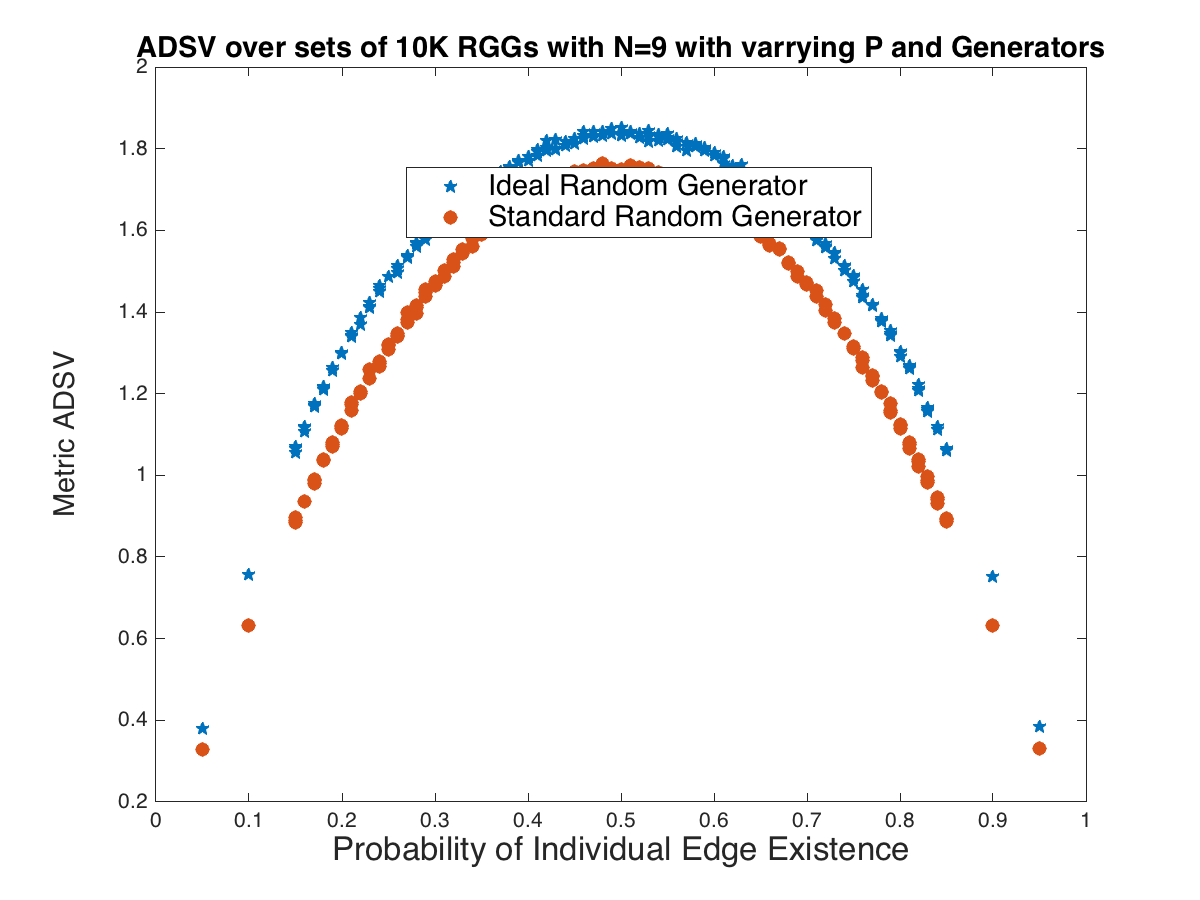 ADSV over sets of 10K RGGs with N=9 with varrying P and Generators
2
1.8
1.6
1.4
1.2
1
0.8
0.6
0.4
0.2
Metric ADSV
Ideal Random Generator
Standard Random Generator
0 0.1 0.2 0.3 0.4 0.5 0.6 0.7 0.8 0.9 1
Probability of Individual Edge Existence